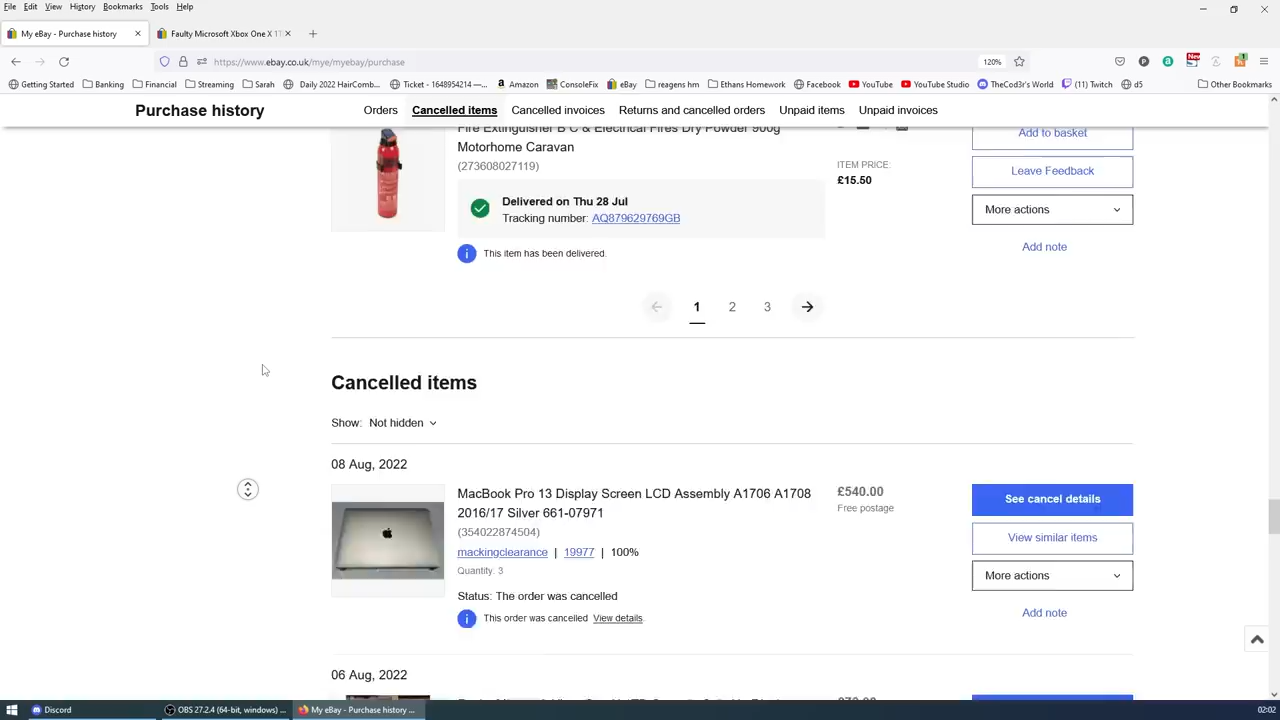 File Edit View History Bookmarks Tools Help
My eBay - Purchase history
Faulty Microsoft Xbox One X 1T
https://www.ebay.co.uk/mye/myebay/purchase
120%
New
Getting Started Banking Financial Streaming Sarah Daily 2022 HairComb... Ticket - 1648954214 —... Amazon ConsoleFix eBay reagens hm Ethans Homework Facebook YouTube YouTube Studio TheCod3r's World (11) Twitch d5 Other Bookmarks
Purchase history
Orders Cancelled items Cancelled invoices Returns and cancelled orders Unpaid items Unpaid invoices
Fire Extinguisher B C & Electrical Fires Dry Powder 900g
Motorhome Caravan
(273608027119)
Delivered on Thu 28 Jul
Tracking number: AQ879629769GB
This item has been delivered.
ITEM PRICE:
£15.50
Add to basket
Leave Feedback
More actions
Add note
1 2 3
Cancelled items
Show: Not hidden
08 Aug, 2022
MacBook Pro 13 Display Screen LCD Assembly A1706 A1708
2016/17 Silver 661-07971
(354022874504)
mackingclearance | 19977 | 100%
Quantity: 3
Status: The order was cancelled
This order was cancelled View details
£540.00
Free postage
See cancel details
View similar items
More actions
Add note
06 Aug, 2022
Discord
OBS 27.2.4 (64-bit, windows) ...
My eBay - Purchase history ...
02:02